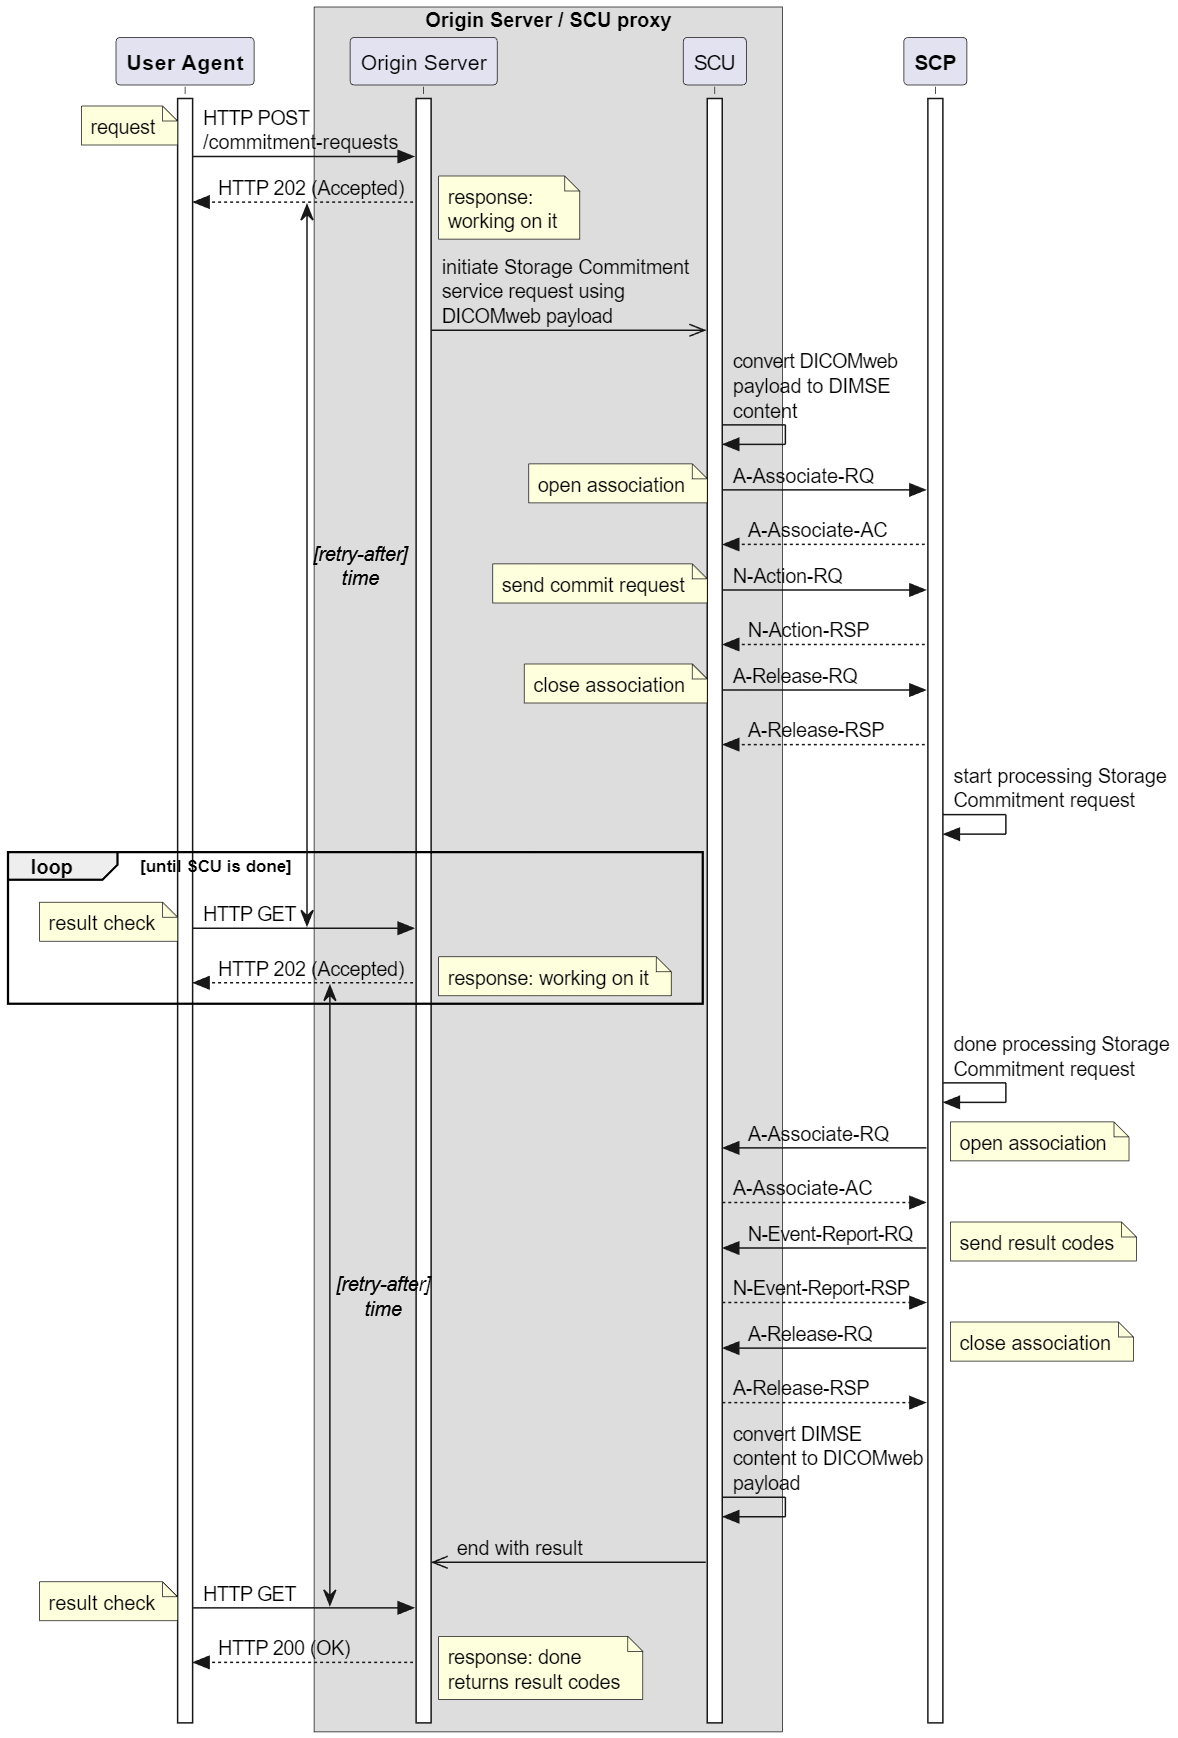 Origin Server / SCU proxy
User Agent
Origin Server
SCU
SCP
request
HTTP POST
/commitment-requests
HTTP 202 (Accepted)
response:
working on it
initiate Storage Commitment
service request using
DICOMweb payload
convert DICOMweb
payload to DIMSE
content
open association
A-Associate-RQ
A-Associate-AC
[retry-after]
time
send commit request
N-Action-RQ
N-Action-RSP
close association
A-Release-RQ
A-Release-RSP
start processing Storage
Commitment request
loop
[until SCU is done]
result check
HTTP GET
HTTP 202 (Accepted)
response: working on it
done processing Storage
Commitment request
A-Associate-RQ
open association
A-Associate-AC
N-Event-Report-RQ
send result codes
[retry-after]
time
N-Event-Report-RSP
A-Release-RQ
close association
A-Release-RSP
convert DIMSE
content to DICOMweb
payload
end with result
result check
HTTP GET
HTTP 200 (OK)
response: done
returns result codes